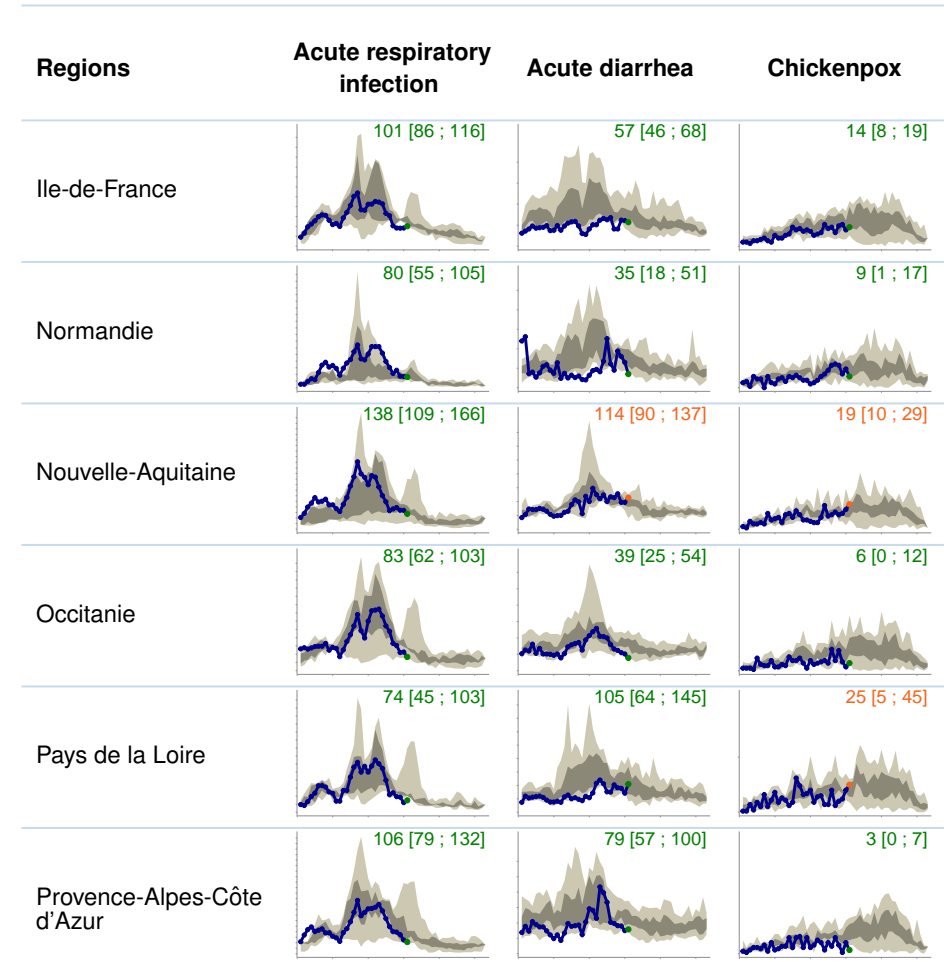 Regions
Acute respiratory
infection
Acute diarrhea
Chickenpox
Ile-de-France
101 [86 ; 116]
57 [46 ; 68]
14 [8 ; 19]
Normandie
80 [55 ; 105]
35 [18 ; 51]
9 [1 ; 17]
Nouvelle-Aquitaine
138 [109 ; 166]
114 [90 ; 137]
19 [10 ; 29]
Occitanie
83 [62 ; 103]
39 [25 ; 54]
6 [0 ; 12]
Pays de la Loire
74 [45 ; 103]
105 [64 ; 145]
25 [5 ; 45]
Provence-Alpes-Côte
d'Azur
106 [79 ; 132]
79 [57 ; 100]
3 [0 ; 7]